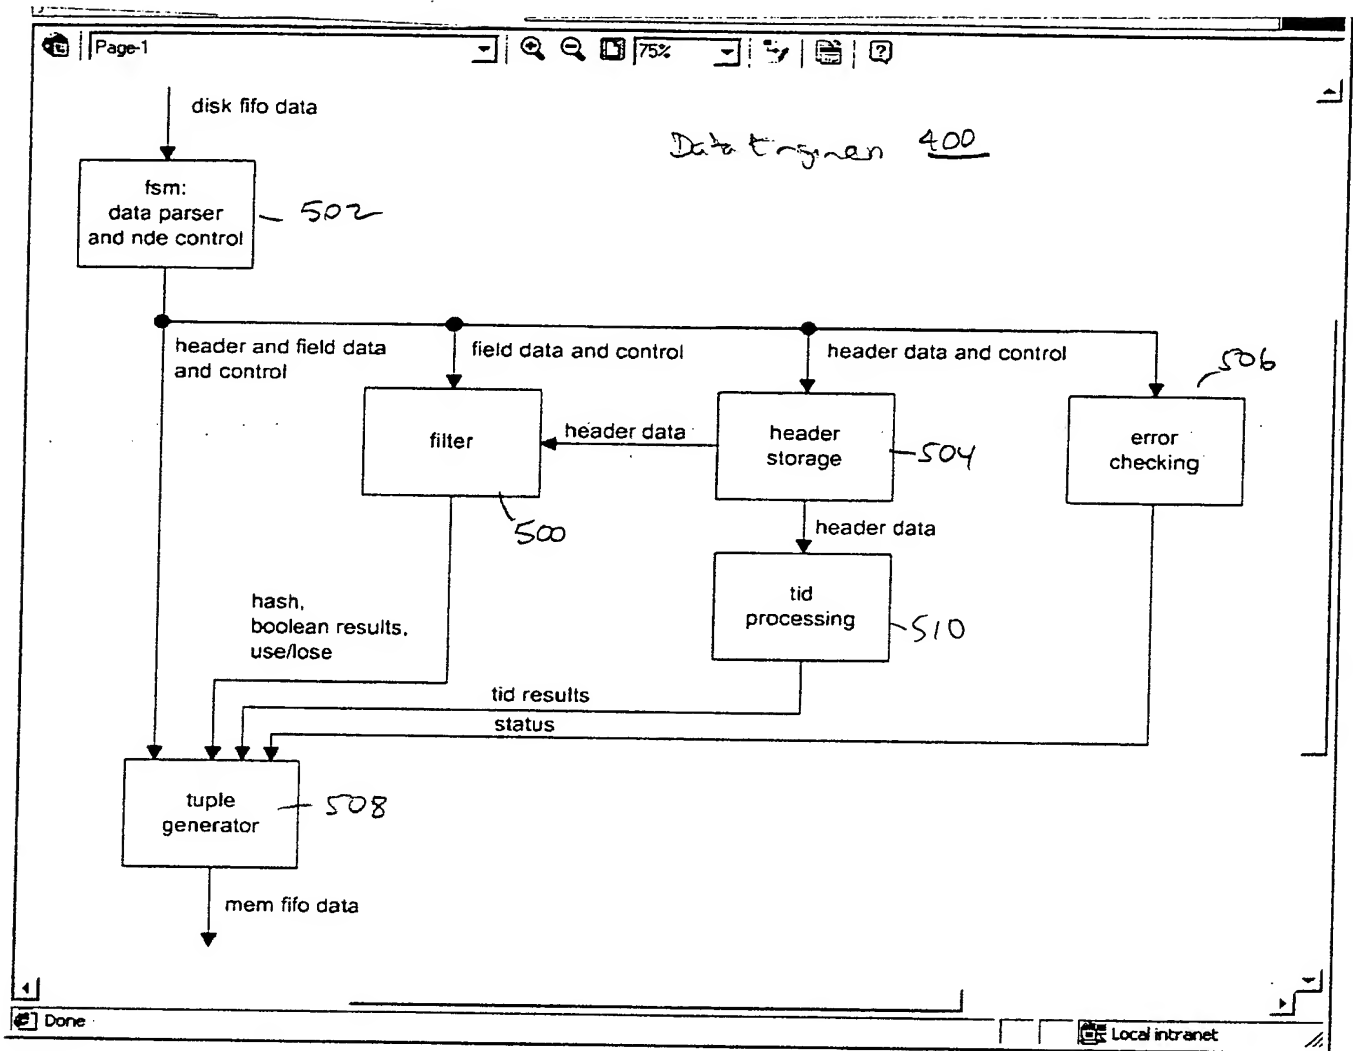 Page-1
75%
disk fifo data
Data 400
fsm:
data parser
and nde control
502
header and field data
and control
field data and control
header data and control
506
filter
header data
header
storage
504
error
checking
500
header data
hash,
boolean results,
use/lose
tid
processing
510
tid results
status
tuple
generator
508
mem fifo data
Done
Local intranet